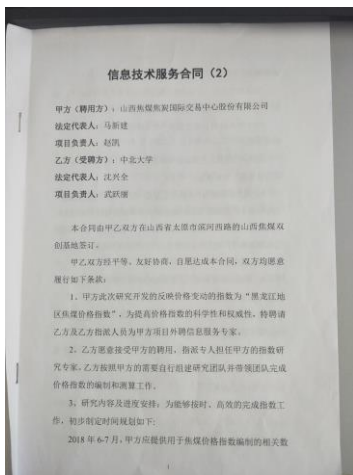 信息技术服务合同（2）
甲方（聘用方）：山西焦煤焦炭国际交易中心股份有限公司
法定代表人：马新建
项目负责人：赵凯
乙方（受聘方）：中北大学
法定代表人：沈兴全
项目负责人：武跃丽
本合同由甲乙双方在山西省太原市滨河西路的山西焦煤双
创基地签订。
甲乙双方经平等、友好协商，自愿达成本合同，双方均愿意
履行如下条款：
1、甲方此次研究开发的反映价格变动的指数为“黑龙江地
区焦煤价格指数”，为提高价格指数的科学性和权威性，特聘请
乙方及乙方指派人员为甲方项目外聘信息服务专家。
2、乙方愿意接受甲方的聘用，指派专人担任甲方的指数研
究专家，乙方按照甲方的需要自行组建研究团队并带领团队完成
价格指数的编制和测算工作。
3、研究内容及进度安排：为能够按时、高效的完成指数工
作，初步制定时间规划如下：
2018 年 6-7 月，甲方应提供用于焦煤价格指数编制的相关数
1